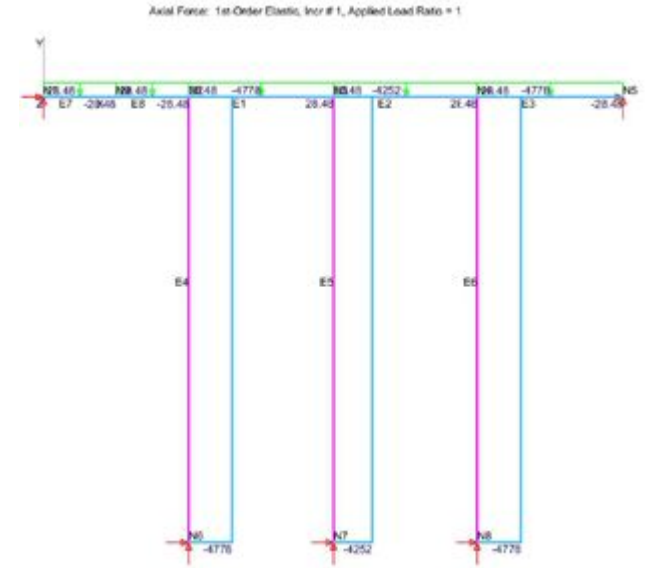 Axial Force: 1st-Order Elastic, Incr # 1, Applied Load Ratio = 1
Y
-4778 -4252 -4778 N5
E7 E8 -28.48 E1 28.48 E2 E3
E4 E5 E6
N6 N7 N8
-4778 -4252 -4778